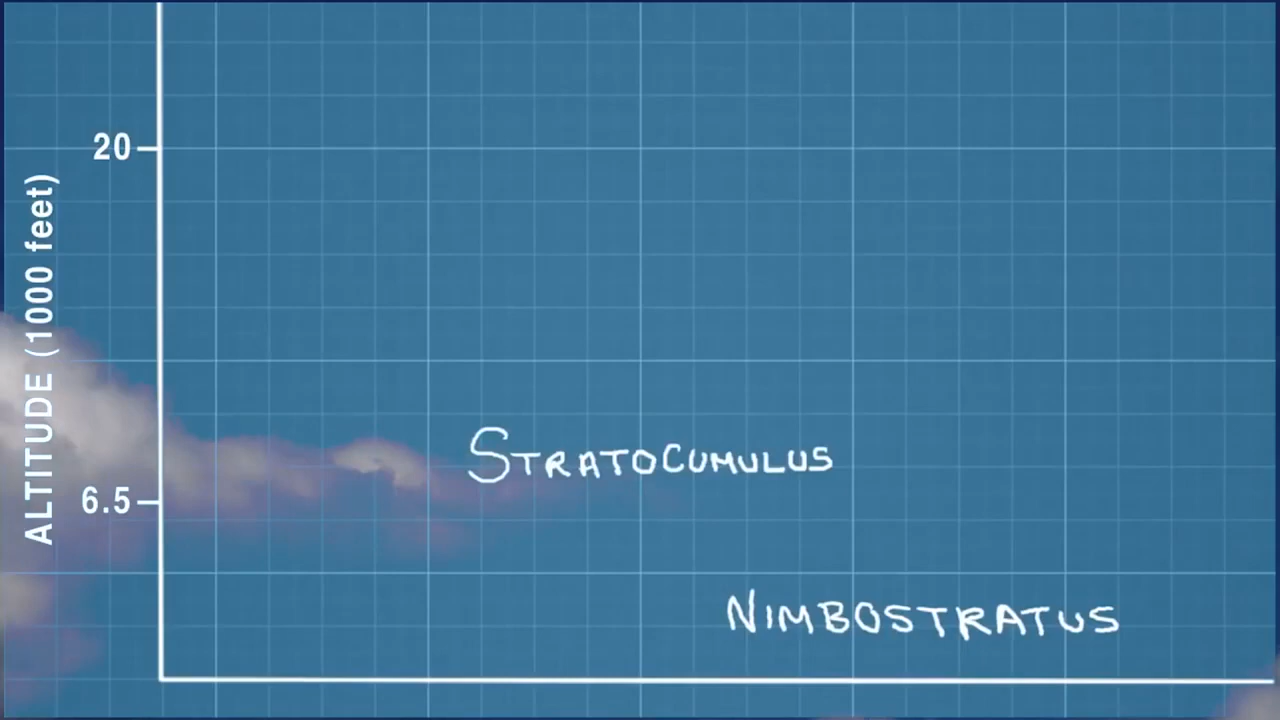 20
ALTITUDE (1000 feet)
STRATOCUMULUS
6.5
NIMBOSTRATUS